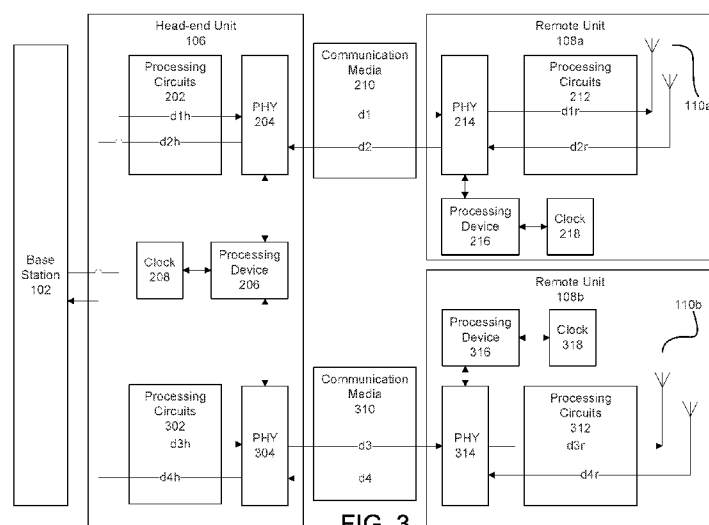 Head-end Unit
106
Processing
Circuits
202
d1h
d2h
PHY
204
Communication
Media
210
d1
d2
Remote Unit
108a
PHY
214
Processing
Circuits
212
d1r
d2r
110a
Processing
Device
216
Clock
218
Base
Station
102
Clock
208
Processing
Device
206
Remote Unit
108b
Processing
Device
316
Clock
318
110b
Processing
Circuits
302
d3h
d4h
PHY
304
Communication
Media
310
d3
d4
PHY
314
Processing
Circuits
312
d3r
d4r
FIG. 3